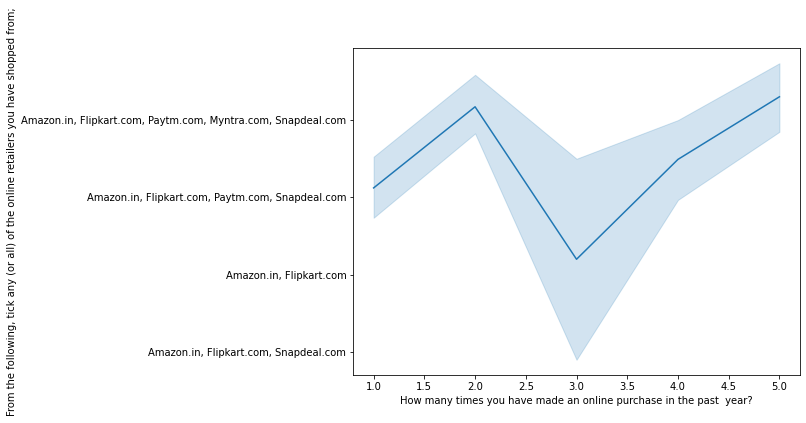 From the following, tick any (or all) of the online retailers you have shopped from;
Amazon.in, Flipkart.com, Paytm.com, Myntra.com, Snapdeal.com
Amazon.in, Flipkart.com, Paytm.com, Snapdeal.com
Amazon.in, Flipkart.com
Amazon.in, Flipkart.com, Snapdeal.com
1.0 1.5 2.0 2.5 3.0 3.5 4.0 4.5 5.0
How many times you have made an online purchase in the past  year?